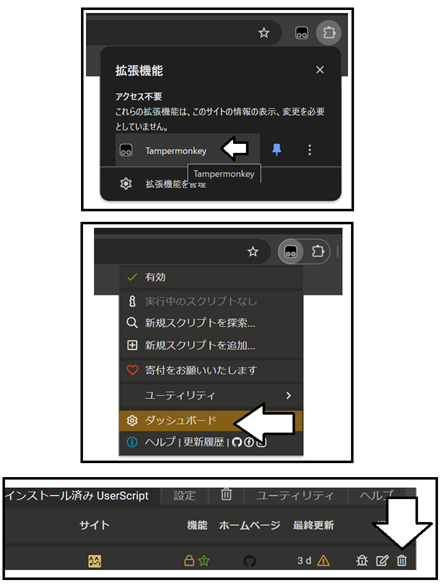 拡張機能
アクセス不要
これらの拡張機能は、このサイトの情報の表示、変更を必要
としていません。
Tampermonkey
Tampermonkey
拡張機能を管理
有効
実行中のスクリプトなし
新規スクリプトを探索...
新規スクリプトを追加...
寄付をお願いいたします
ユーティリティ
ダッシュボード
ヘルプ | 更新履歴 |
インストール済み UserScript 設定 ユーティリティ ヘルプ
サイト 機能 ホームページ 最終更新
3 d